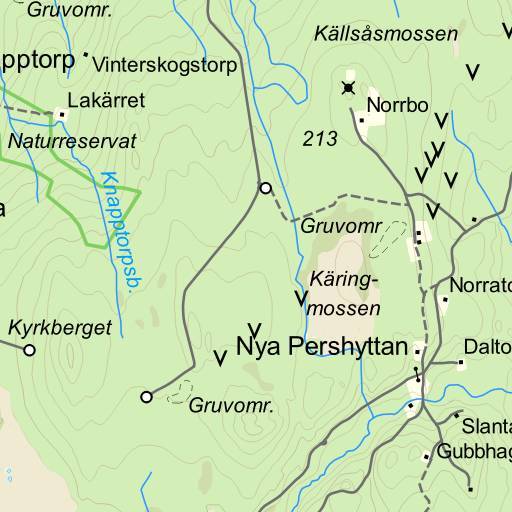 Gruvomr.
Källsåsmossen
pptorp
Vinterskogstorp
Lakärret
Norrbo
Naturreservat
213
Knapptorpsb.
a
Gruvomr
Käring-
mossen
Norrato
Kyrkberget
Nya Pershyttan
Dalto
Gruvomr.
Slanta
Gubbhag